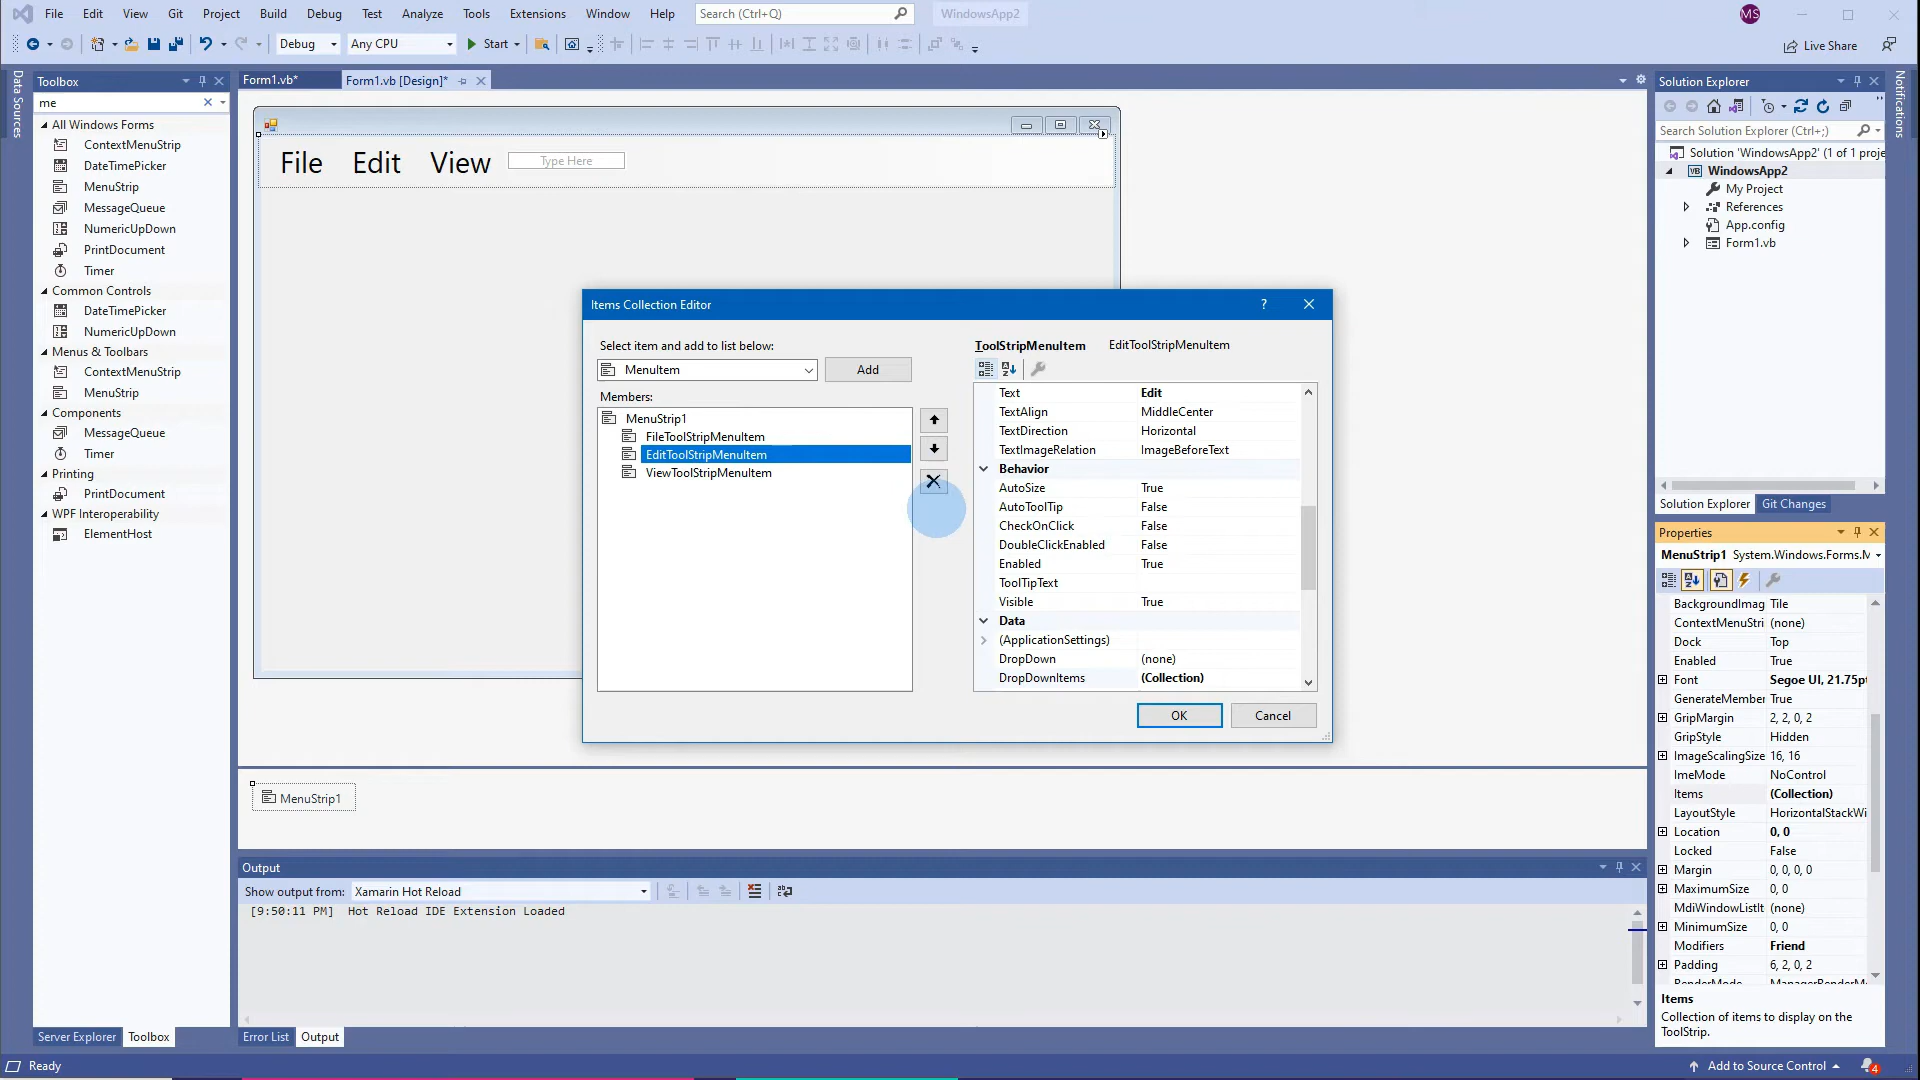 File Edit View Git Project Build Debug Test Analyze Tools Extensions Window Help Search (Ctrl+Q) WindowsApp2 MS
Debug Any CPU Start Live Share
Data Sources
Toolbox
me
All Windows Forms
ContextMenuStrip
DateTimePicker
MenuStrip
MessageQueue
NumericUpDown
PrintDocument
Timer
Common Controls
DateTimePicker
NumericUpDown
Menus & Toolbars
ContextMenuStrip
MenuStrip
Components
MessageQueue
Timer
Printing
PrintDocument
WPF Interoperability
ElementHost
Server Explorer Toolbox
Form1.vb* Form1.vb [Design]*
File Edit View Type Here
Items Collection Editor ?
Select item and add to list below:
MenuItem Add
Members:
MenuStrip1
FileToolStripMenuItem
EditToolStripMenuItem
ViewToolStripMenuItem
ToolStripMenuItem EditToolStripMenuItem
Text Edit
TextAlign MiddleCenter
TextDirection Horizontal
TextImageRelation ImageBeforeText
Behavior
AutoSize True
AutoToolTip False
CheckOnClick False
DoubleClickEnabled False
Enabled True
ToolTipText
Visible True
Data
(ApplicationSettings)
DropDown (none)
DropDownItems (Collection)
OK Cancel
MenuStrip1
Output
Show output from: Xamarin Hot Reload
[9:50:11 PM] Hot Reload IDE Extension Loaded
Error List Output
Solution Explorer
Search Solution Explorer (Ctrl+;)
Solution 'WindowsApp2' (1 of 1 proje
VB WindowsApp2
My Project
References
App.config
Form1.vb
Solution Explorer Git Changes
Notifications
Properties
MenuStrip1 System.Windows.Forms.M
BackgroundImag Tile
ContextMenuStri (none)
Dock Top
Enabled True
Font Segoe UI, 21.75pt
GenerateMember True
GripMargin 2, 2, 0, 2
GripStyle Hidden
ImageScalingSize 16, 16
ImeMode NoControl
Items (Collection)
LayoutStyle HorizontalStackWi
Location 0, 0
Locked False
Margin 0, 0, 0, 0
MaximumSize 0, 0
MdiWindowListIt (none)
MinimumSize 0, 0
Modifiers Friend
Padding 6, 2, 0, 2
RenderMode ManagerRenderM
Items
Collection of items to display on the
ToolStrip.
Ready Add to Source Control 4